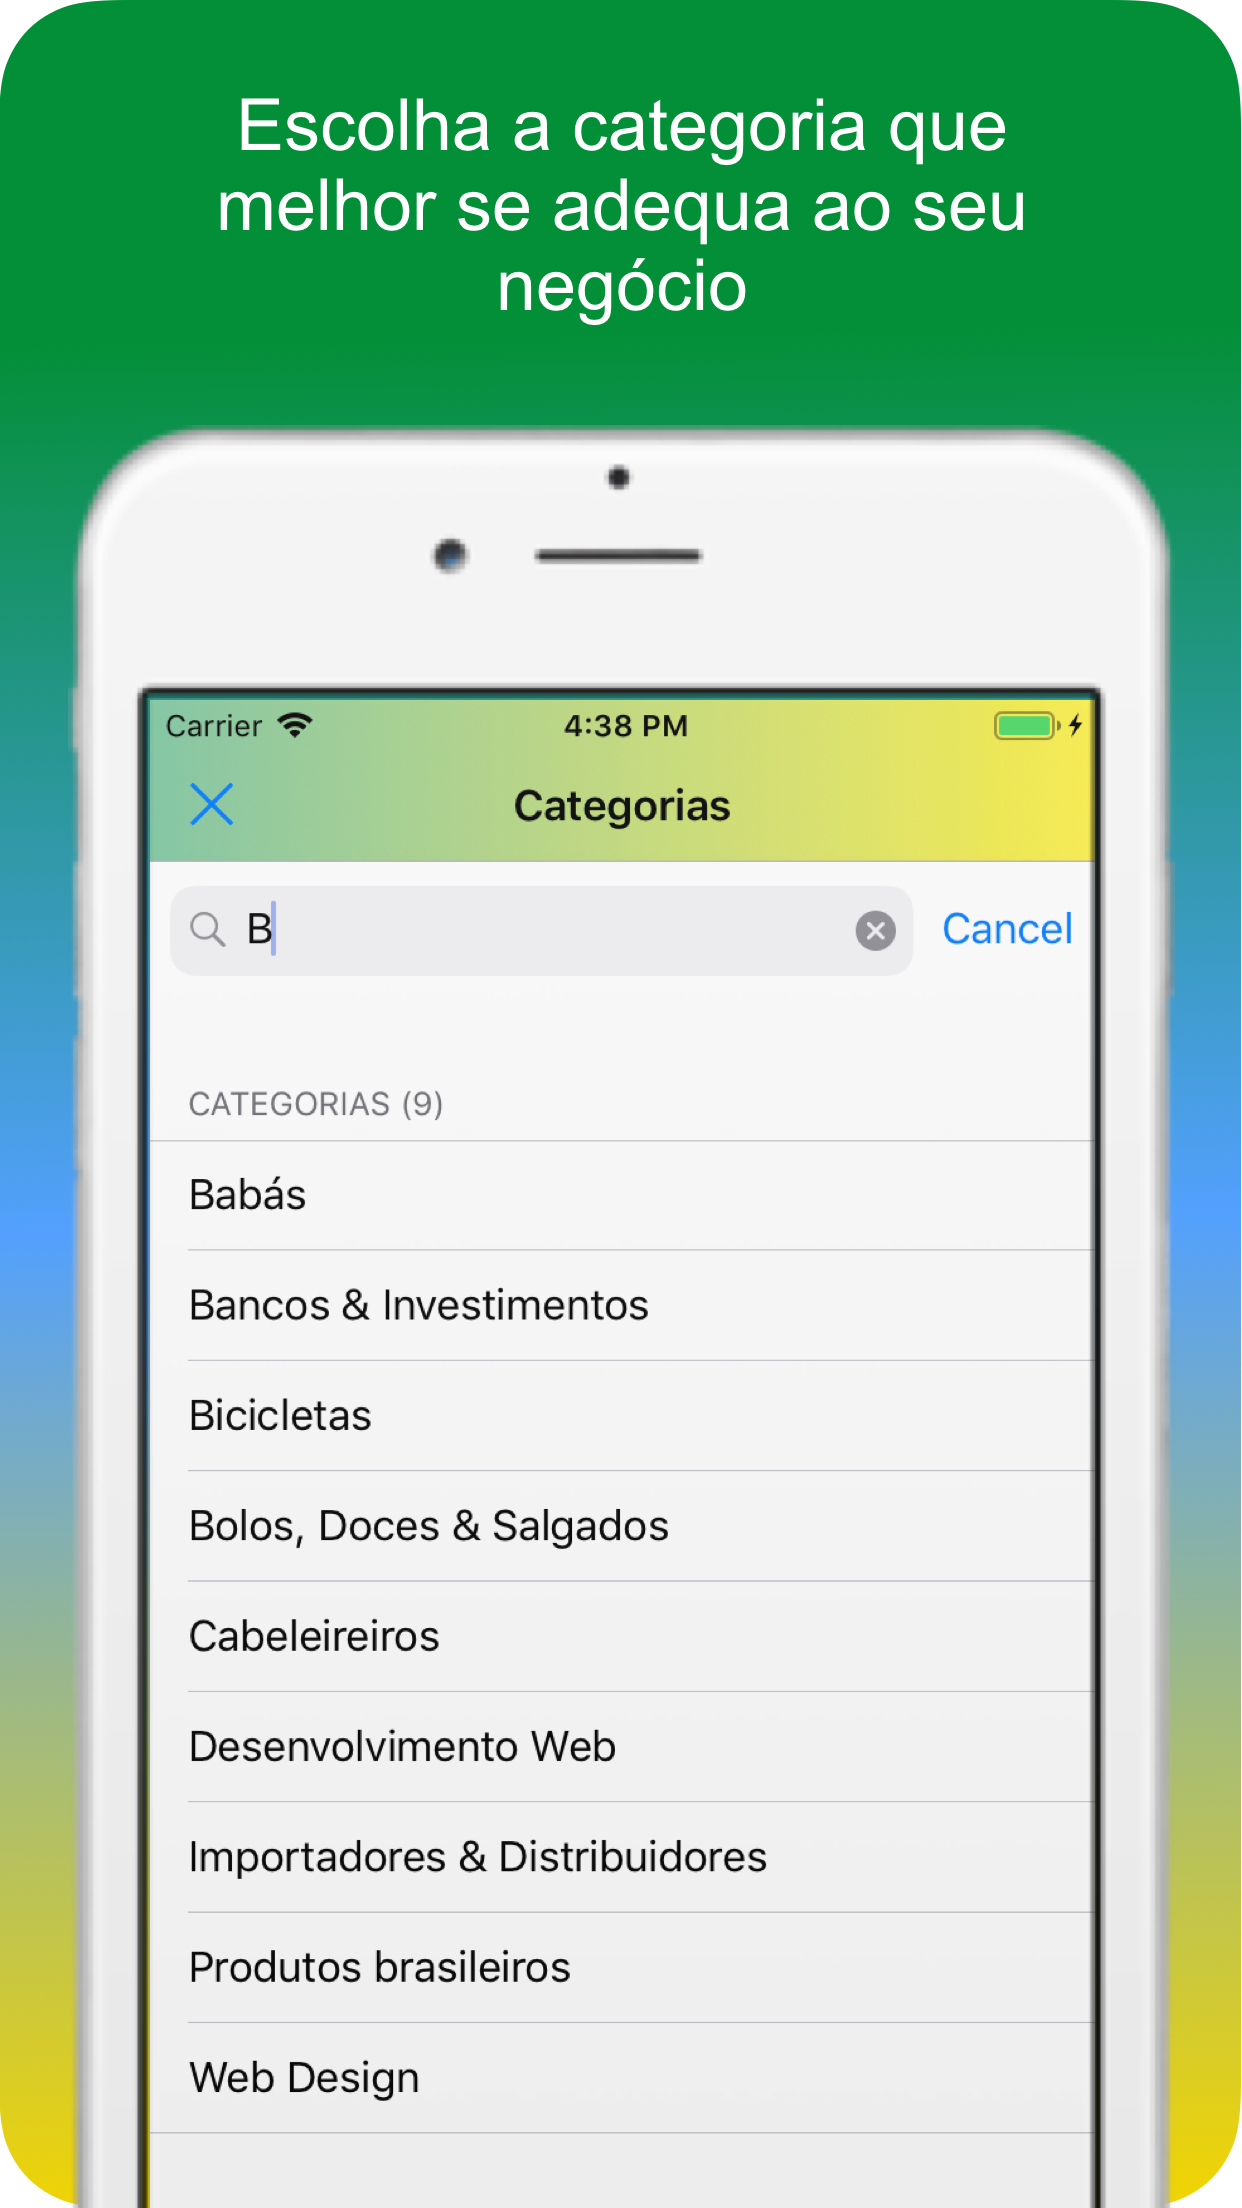 Escolha a categoria que
melhor se adequa ao seu
negócio
Carrier 4:38 PM
Categorias
B Cancel
CATEGORIAS (9)
Babás
Bancos & Investimentos
Bicicletas
Bolos, Doces & Salgados
Cabeleireiros
Desenvolvimento Web
Importadores & Distribuidores
Produtos brasileiros
Web Design